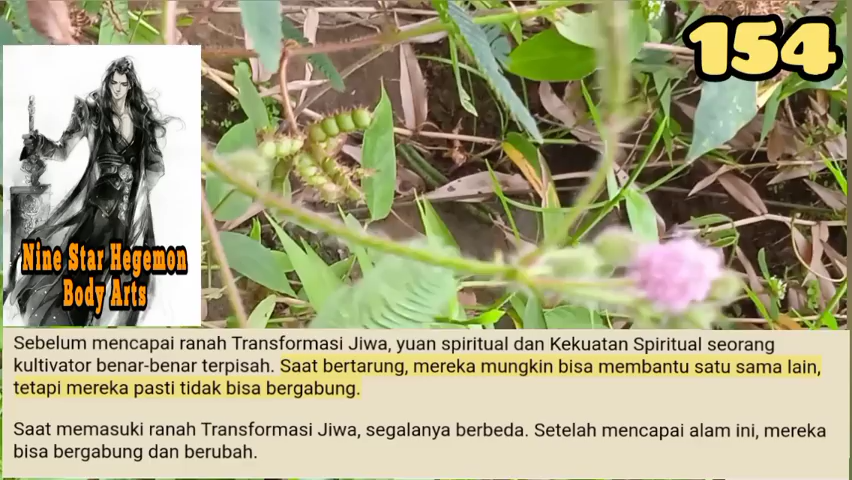 154
Nine Star Hegemon
Body Arts
Sebelum mencapai ranah Transformasi Jiwa, yuan spiritual dan Kekuatan Spiritual seorang
kultivator benar-benar terpisah. Saat bertarung, mereka mungkin bisa membantu satu sama lain,
tetapi mereka pasti tidak bisa bergabung.
Saat memasuki ranah Transformasi Jiwa, segalanya berbeda. Setelah mencapai alam ini, mereka
bisa bergabung dan berubah.